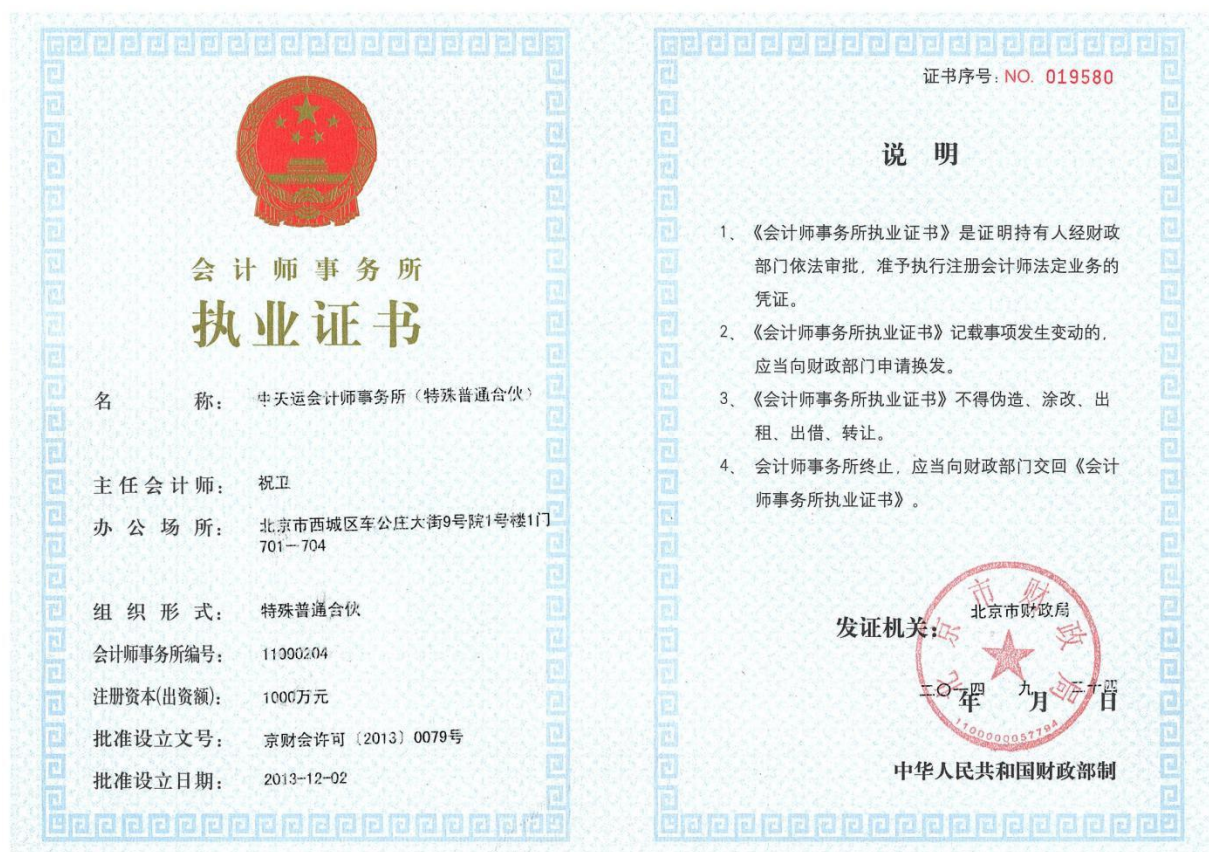 会计师事务所
执业证书
名称： 中天运会计师事务所（特殊普通合伙）
主任会计师： 祝卫
办公场所： 北京市西城区车公庄大街9号院1号楼1门
701-704
组织形式： 特殊普通合伙
会计师事务所编号： 11000204
注册资本(出资额)： 1000万元
批准设立文号： 京财会许可〔2013〕0079号
批准设立日期： 2013-12-02
证书序号：NO. 019580
说明
1、《会计师事务所执业证书》是证明持有人经财政
部门依法审批，准予执行注册会计师法定业务的
凭证。
2、《会计师事务所执业证书》记载事项发生变动的，
应当向财政部门申请换发。
3、《会计师事务所执业证书》不得伪造、涂改、出
租、出借、转让。
4、会计师事务所终止，应当向财政部门交回《会计
师事务所执业证书》。
北京市财政局
发证机关： 北京市财政局
二〇一四年九月二十四日
1100000057794
中华人民共和国财政部制